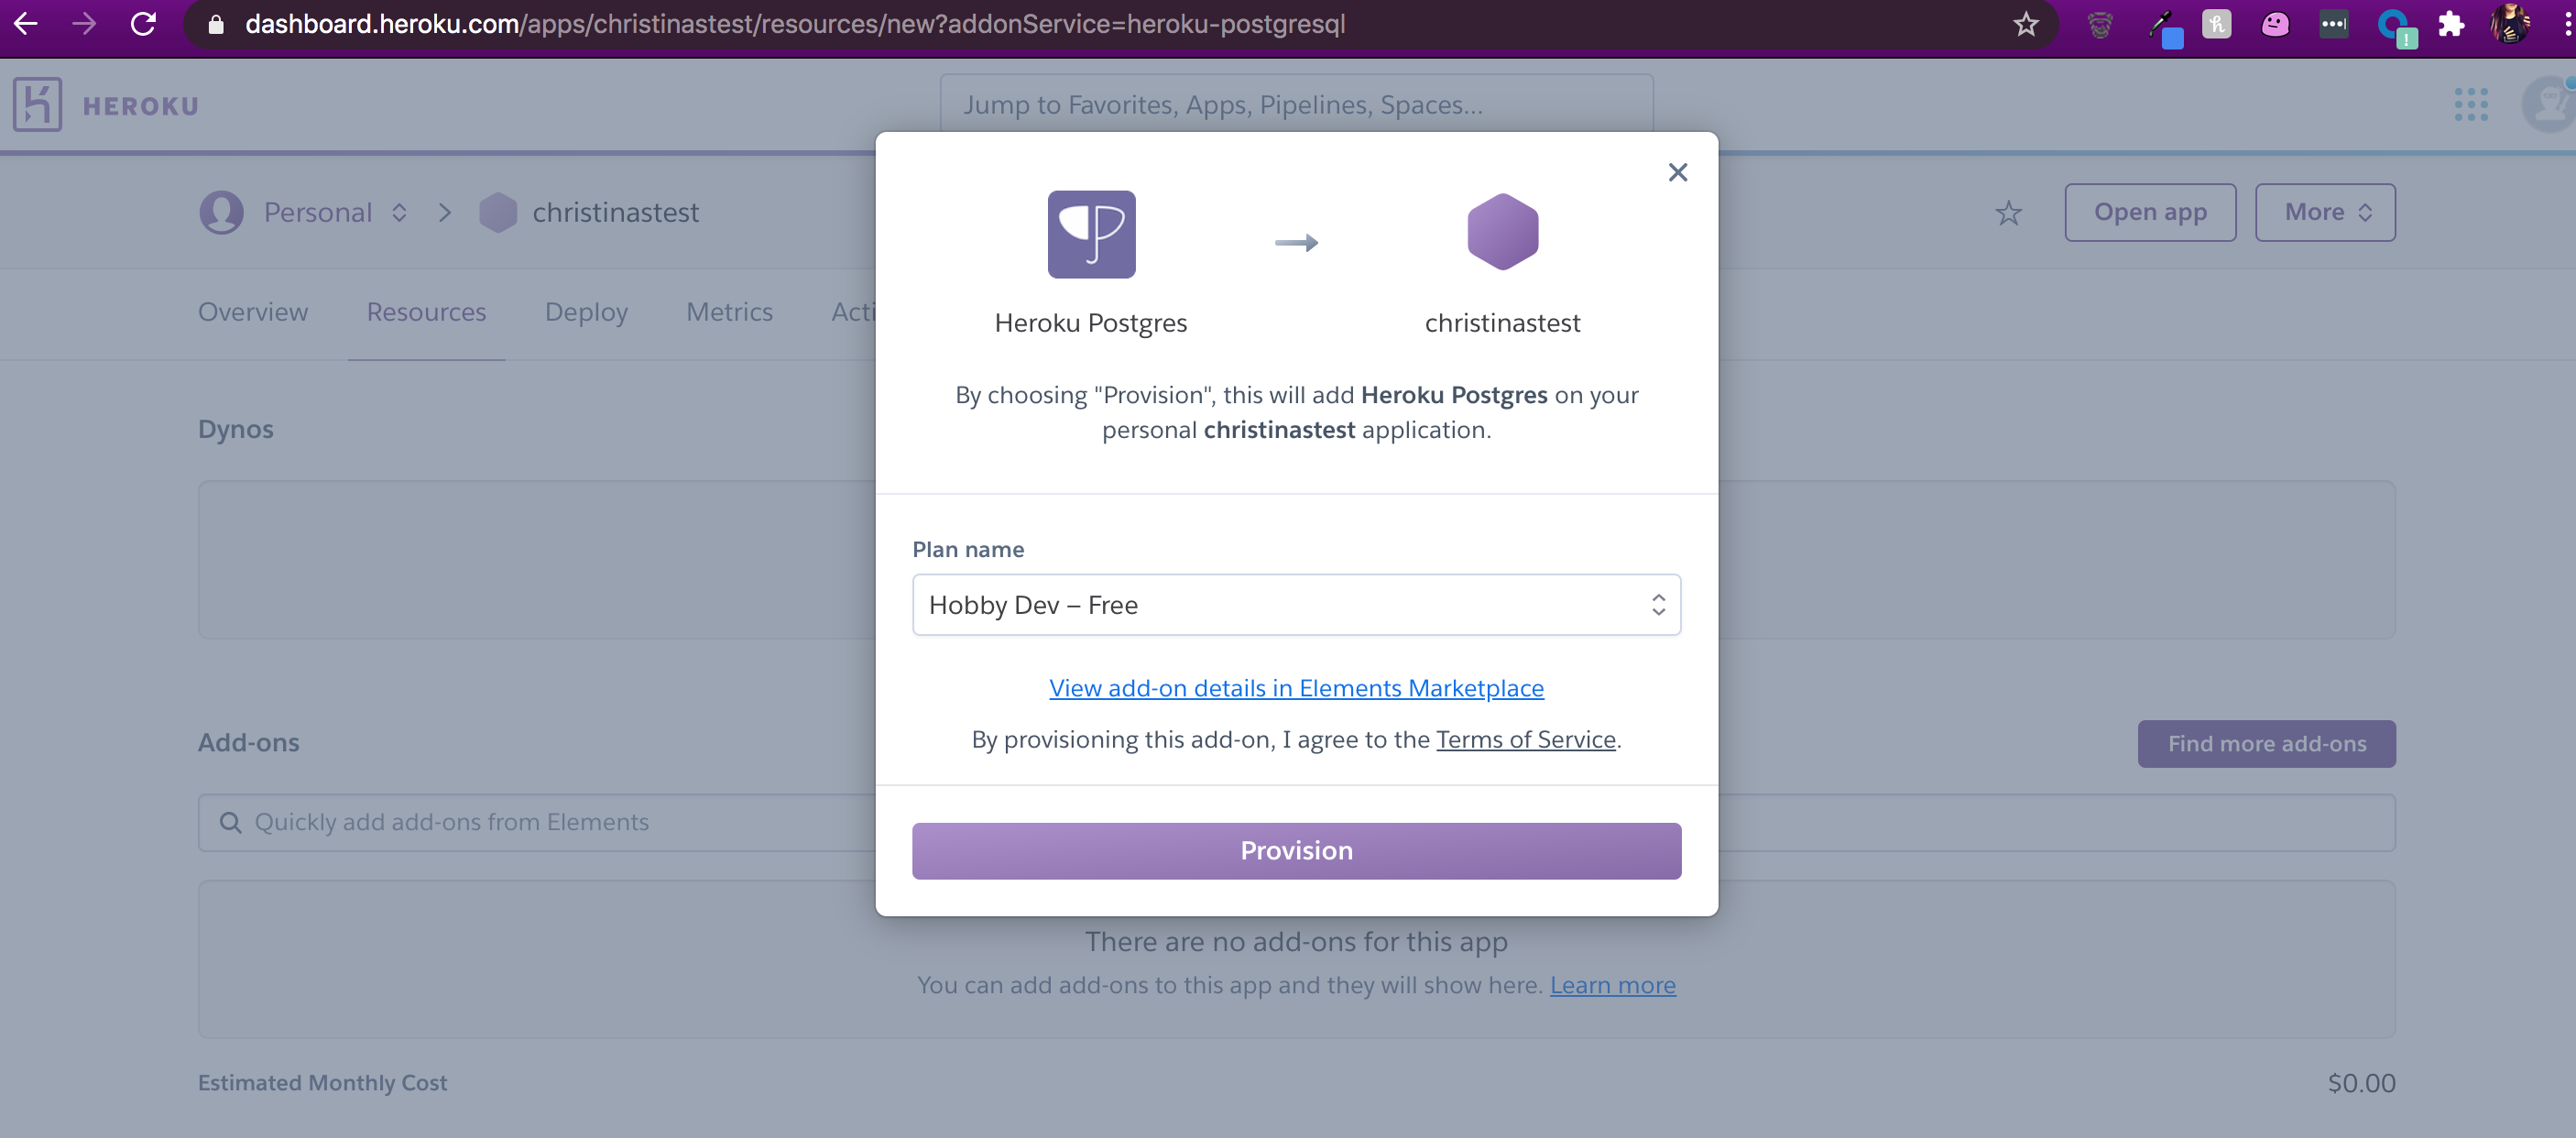 dashboard.heroku.com/apps/christinastest/resources/new?addonService=heroku-postgresql
HEROKU
Jump to Favorites, Apps, Pipelines, Spaces...
Personal
christinastest
Open app
More
Overview
Resources
Deploy
Metrics
Acti
Heroku Postgres
christinastest
By choosing "Provision", this will add Heroku Postgres on your
personal christinastest application.
Dynos
Plan name
Hobby Dev – Free
View add-on details in Elements Marketplace
By provisioning this add-on, I agree to the Terms of Service.
Add-ons
Find more add-ons
Quickly add add-ons from Elements
Provision
There are no add-ons for this app
You can add add-ons to this app and they will show here. Learn more
Estimated Monthly Cost
$0.00